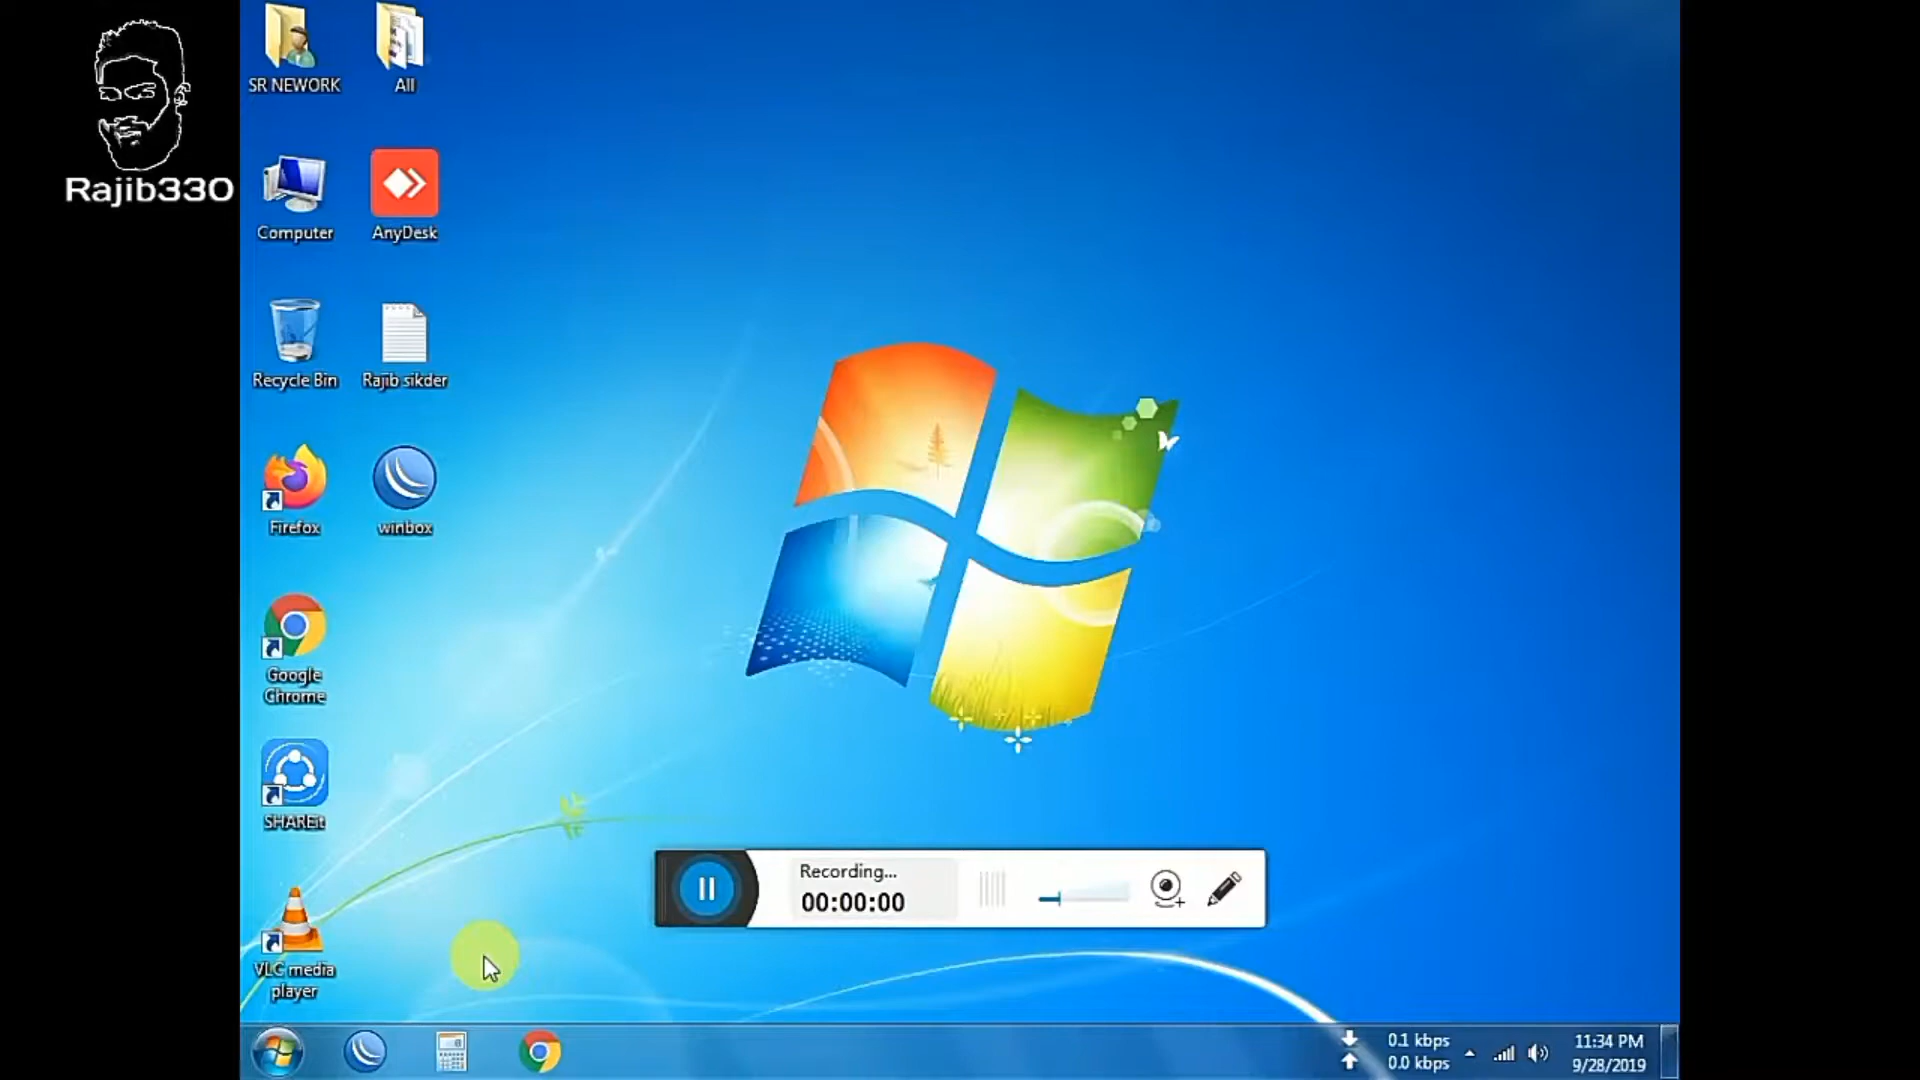 Rajib330
SR NEWORK
All
Computer
AnyDesk
Recycle Bin
Rajib sikder
Firefox
winbox
Google
Chrome
SHAREit
VLC media
player
Recording...
00:00:00
0.1 kbps
0.0 kbps
11:34 PM
9/28/2019